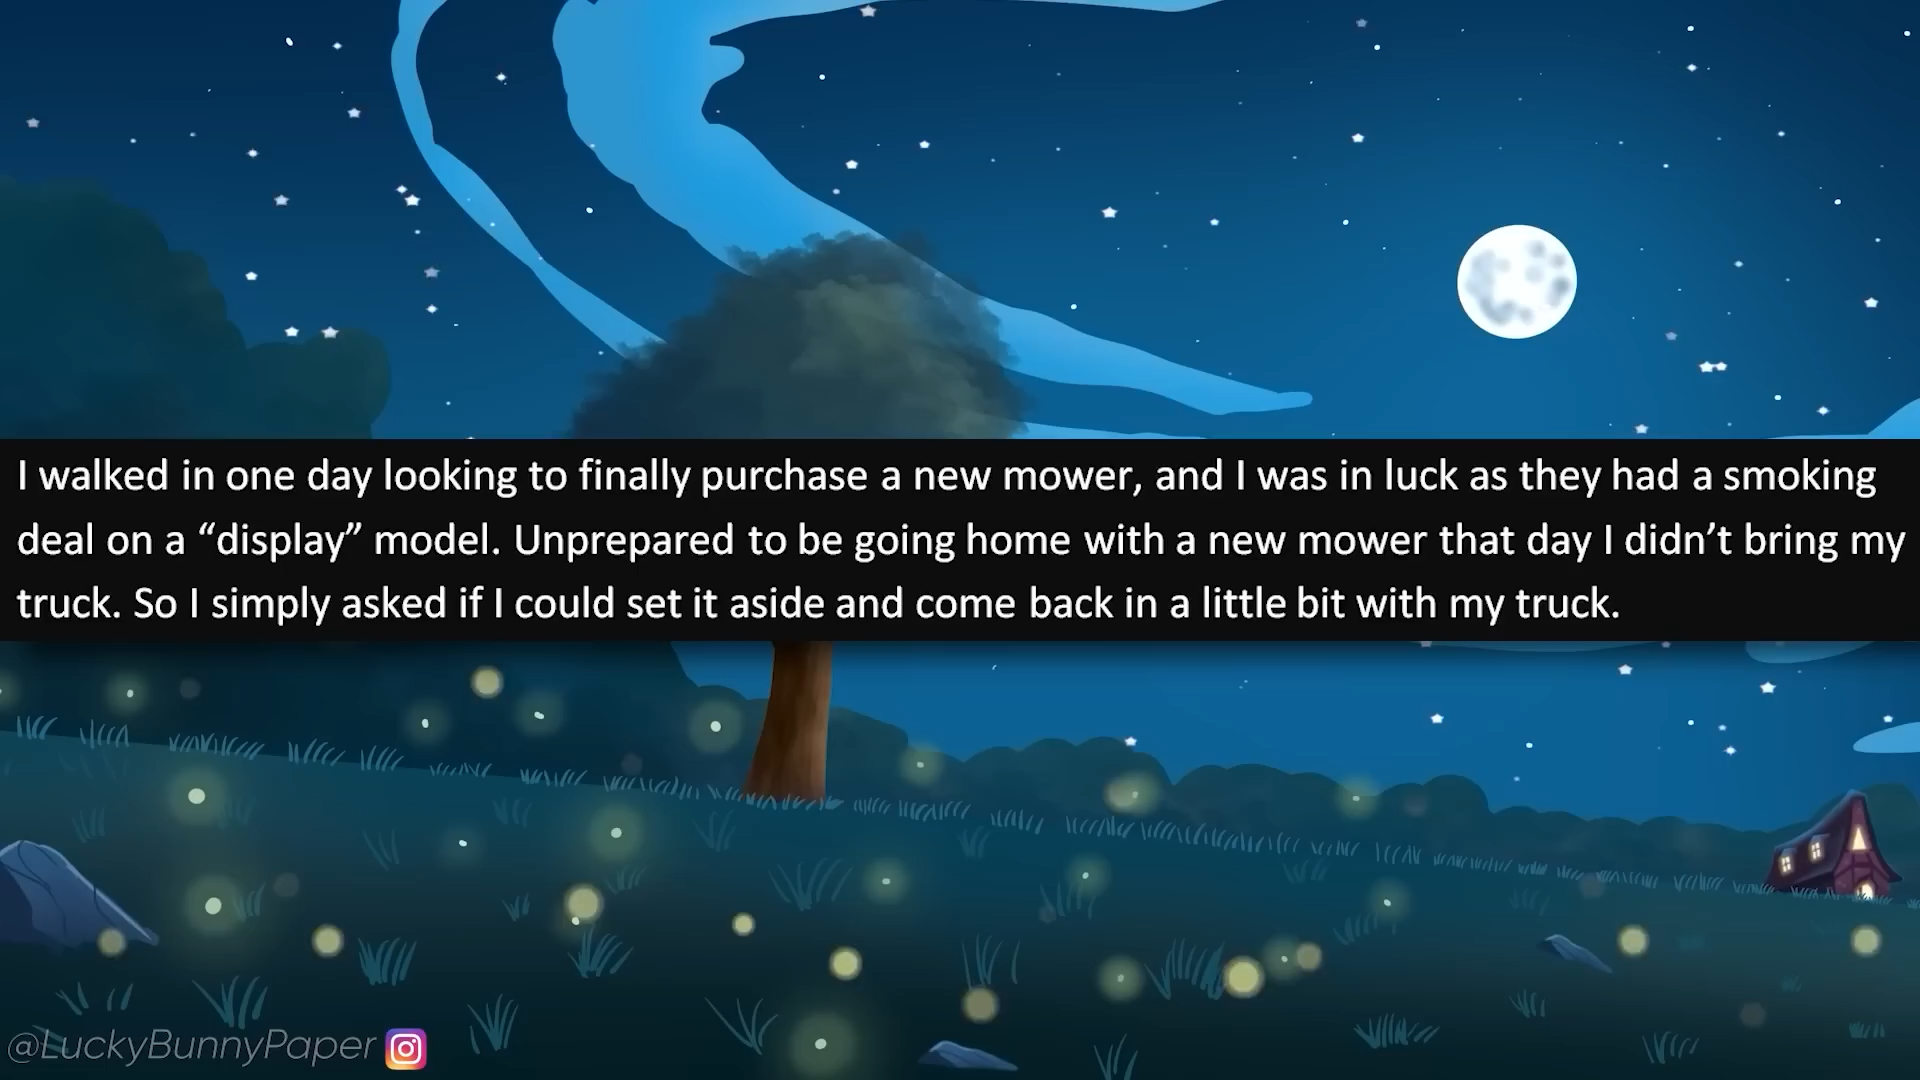 I walked in one day looking to finally purchase a new mower, and I was in luck as they had a smoking
deal on a “display” model. Unprepared to be going home with a new mower that day I didn’t bring my
truck. So I simply asked if I could set it aside and come back in a little bit with my truck.
@LuckyBunnyPaper